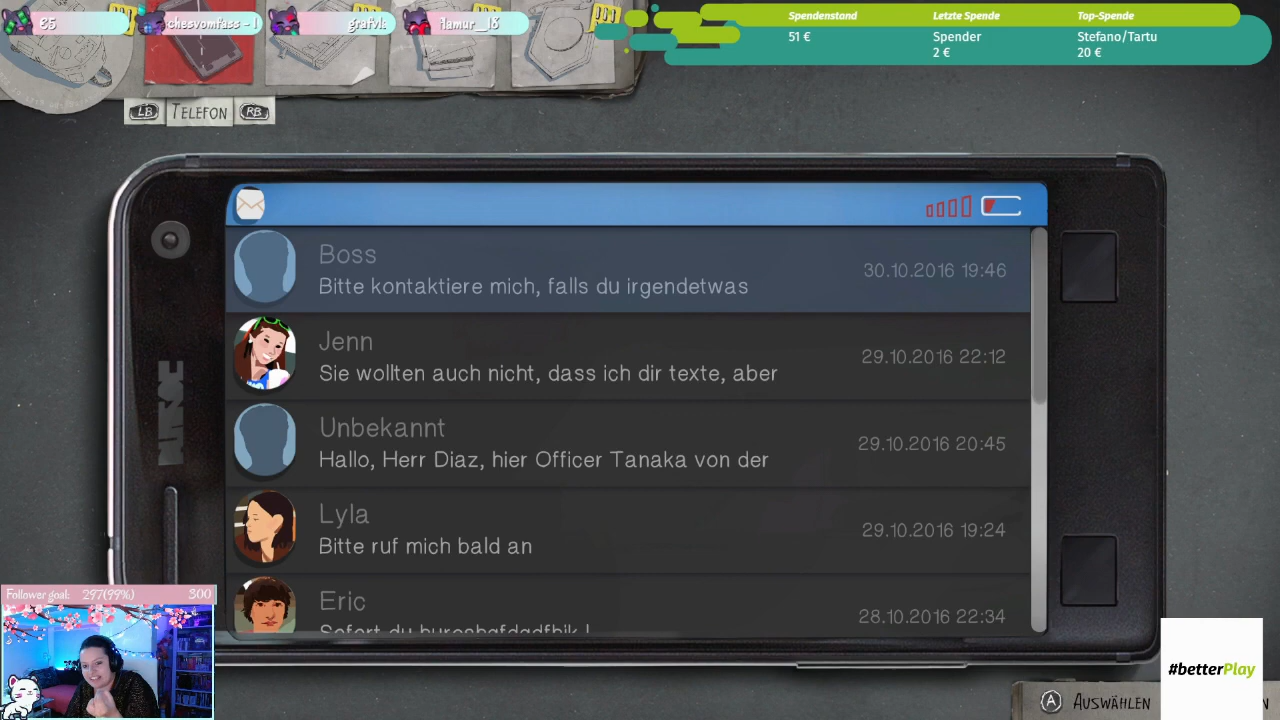 85
chesvomfass - 1
1lamur__18
Spendenstand
Letzte Spende
Top-Spende
51 €
Spender
2 €
Stefano/Tartu
20 €
LB
TELEFON
RB
Boss
Bitte kontaktiere mich, falls du irgendetwas
30.10.2016 19:46
Jenn
Sie wollten auch nicht, dass ich dir texte, aber
29.10.2016 22:12
Unbekannt
Hallo, Herr Diaz, hier Officer Tanaka von der
29.10.2016 20:45
Lyla
Bitte ruf mich bald an
29.10.2016 19:24
Eric
28.10.2016 22:34
Follower goal:
297(99%)
300
#betterPlay
A
AUSWÄHLEN